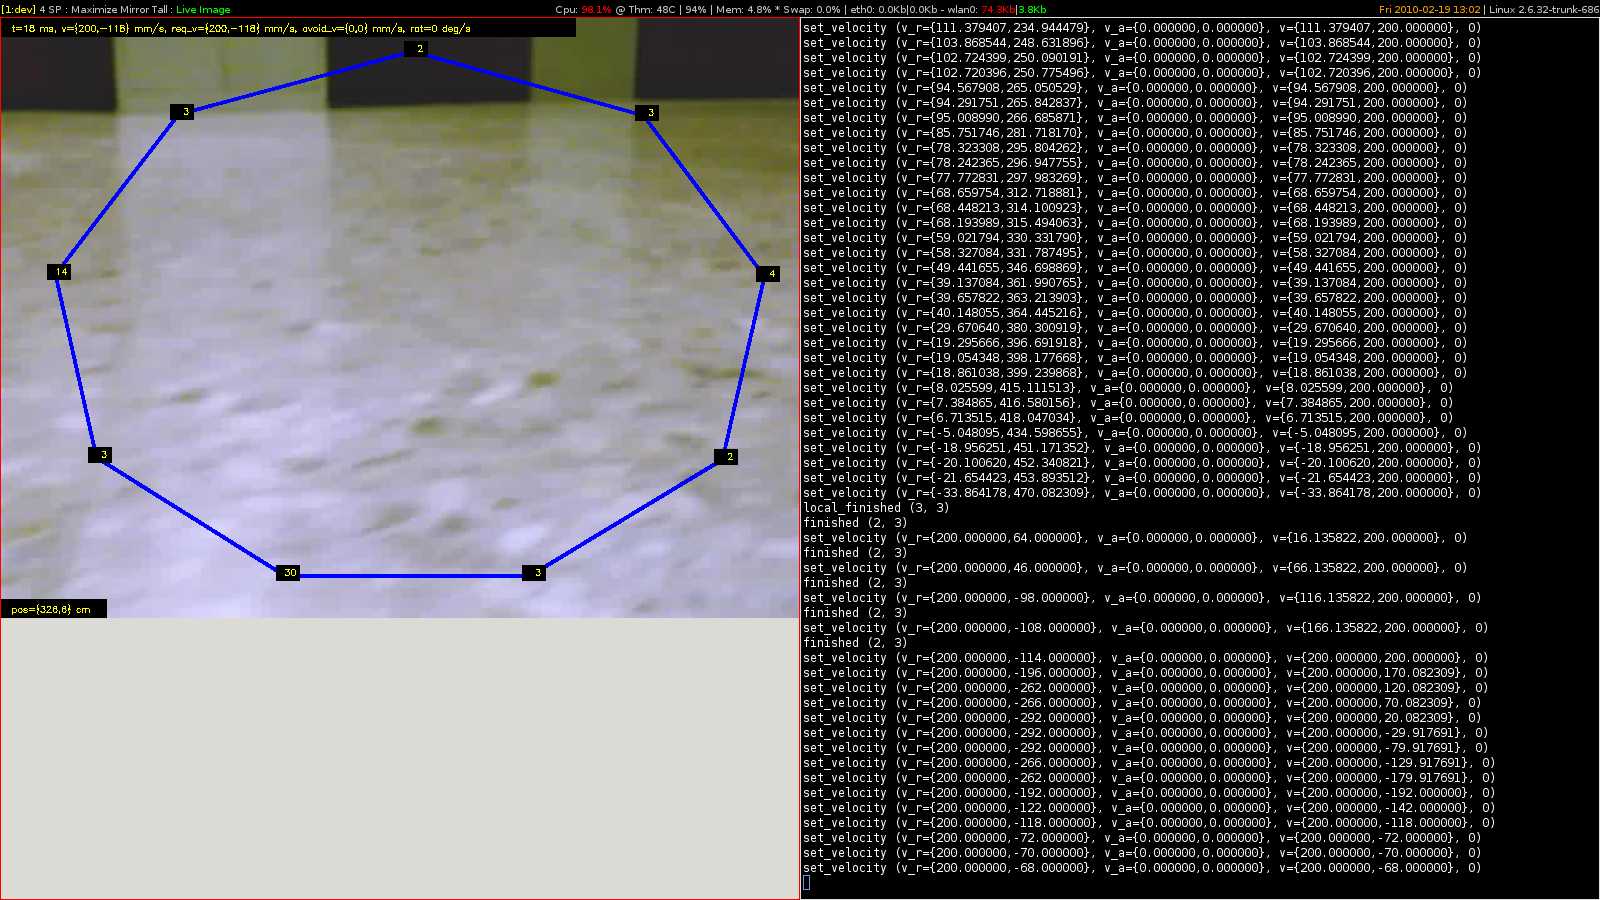 [1:dev] 4 SP : Maximize Mirror Tall : Live Image
Cpu: 98.1% @ Thm: 48C | 94% | Mem: 4.8% * Swap: 0.0% | eth0: 0.0Kb|0.0Kb - wlan0: 74.3Kb|3.8Kb
Fri 2010-02-19 13:02 | Linux 2.6.32-trunk-686
t=18 ms, v={200,-118} mm/s, req_v={200,-118} mm/s, avoid_v={0,0} mm/s, rot=0 deg/s
2
3
3
14
4
3
2
30
3
pos={326,6} cm
set_velocity (v_r={111.379407,234.944479}, v_a={0.000000,0.000000}, v={111.379407,200.000000}, 0)
set_velocity (v_r={103.868544,248.631896}, v_a={0.000000,0.000000}, v={103.868544,200.000000}, 0)
set_velocity (v_r={102.724399,250.090191}, v_a={0.000000,0.000000}, v={102.724399,200.000000}, 0)
set_velocity (v_r={102.720396,250.775496}, v_a={0.000000,0.000000}, v={102.720396,200.000000}, 0)
set_velocity (v_r={94.567908,265.050529}, v_a={0.000000,0.000000}, v={94.567908,200.000000}, 0)
set_velocity (v_r={94.291751,265.842837}, v_a={0.000000,0.000000}, v={94.291751,200.000000}, 0)
set_velocity (v_r={95.008990,266.685871}, v_a={0.000000,0.000000}, v={95.008990,200.000000}, 0)
set_velocity (v_r={85.751746,281.718170}, v_a={0.000000,0.000000}, v={85.751746,200.000000}, 0)
set_velocity (v_r={78.323308,295.804262}, v_a={0.000000,0.000000}, v={78.323308,200.000000}, 0)
set_velocity (v_r={78.242365,296.947755}, v_a={0.000000,0.000000}, v={78.242365,200.000000}, 0)
set_velocity (v_r={77.772831,297.983269}, v_a={0.000000,0.000000}, v={77.772831,200.000000}, 0)
set_velocity (v_r={68.659754,312.718881}, v_a={0.000000,0.000000}, v={68.659754,200.000000}, 0)
set_velocity (v_r={68.448213,314.100923}, v_a={0.000000,0.000000}, v={68.448213,200.000000}, 0)
set_velocity (v_r={68.193989,315.494063}, v_a={0.000000,0.000000}, v={68.193989,200.000000}, 0)
set_velocity (v_r={59.021794,330.331790}, v_a={0.000000,0.000000}, v={59.021794,200.000000}, 0)
set_velocity (v_r={58.327084,331.787495}, v_a={0.000000,0.000000}, v={58.327084,200.000000}, 0)
set_velocity (v_r={49.441655,346.698869}, v_a={0.000000,0.000000}, v={49.441655,200.000000}, 0)
set_velocity (v_r={39.137084,361.990765}, v_a={0.000000,0.000000}, v={39.137084,200.000000}, 0)
set_velocity (v_r={39.657822,363.213903}, v_a={0.000000,0.000000}, v={39.657822,200.000000}, 0)
set_velocity (v_r={40.148055,364.445216}, v_a={0.000000,0.000000}, v={40.148055,200.000000}, 0)
set_velocity (v_r={29.670640,380.300919}, v_a={0.000000,0.000000}, v={29.670640,200.000000}, 0)
set_velocity (v_r={19.295666,396.691918}, v_a={0.000000,0.000000}, v={19.295666,200.000000}, 0)
set_velocity (v_r={19.054348,398.177668}, v_a={0.000000,0.000000}, v={19.054348,200.000000}, 0)
set_velocity (v_r={18.861038,399.239868}, v_a={0.000000,0.000000}, v={18.861038,200.000000}, 0)
set_velocity (v_r={8.025599,415.111513}, v_a={0.000000,0.000000}, v={8.025599,200.000000}, 0)
set_velocity (v_r={7.384865,416.580156}, v_a={0.000000,0.000000}, v={7.384865,200.000000}, 0)
set_velocity (v_r={6.713515,418.047034}, v_a={0.000000,0.000000}, v={6.713515,200.000000}, 0)
set_velocity (v_r={-5.048095,434.598655}, v_a={0.000000,0.000000}, v={-5.048095,200.000000}, 0)
set_velocity (v_r={-18.956251,451.171352}, v_a={0.000000,0.000000}, v={-18.956251,200.000000}, 0)
set_velocity (v_r={-20.100620,452.340821}, v_a={0.000000,0.000000}, v={-20.100620,200.000000}, 0)
set_velocity (v_r={-21.654423,453.893512}, v_a={0.000000,0.000000}, v={-21.654423,200.000000}, 0)
set_velocity (v_r={-33.864178,470.082309}, v_a={0.000000,0.000000}, v={-33.864178,200.000000}, 0)
local_finished (3, 3)
finished (2, 3)
set_velocity (v_r={200.000000,64.000000}, v_a={0.000000,0.000000}, v={16.135822,200.000000}, 0)
finished (2, 3)
set_velocity (v_r={200.000000,46.000000}, v_a={0.000000,0.000000}, v={66.135822,200.000000}, 0)
finished (2, 3)
set_velocity (v_r={200.000000,-98.000000}, v_a={0.000000,0.000000}, v={116.135822,200.000000}, 0)
finished (2, 3)
set_velocity (v_r={200.000000,-108.000000}, v_a={0.000000,0.000000}, v={166.135822,200.000000}, 0)
finished (2, 3)
set_velocity (v_r={200.000000,-114.000000}, v_a={0.000000,0.000000}, v={200.000000,200.000000}, 0)
set_velocity (v_r={200.000000,-196.000000}, v_a={0.000000,0.000000}, v={200.000000,170.082309}, 0)
set_velocity (v_r={200.000000,-262.000000}, v_a={0.000000,0.000000}, v={200.000000,120.082309}, 0)
set_velocity (v_r={200.000000,-266.000000}, v_a={0.000000,0.000000}, v={200.000000,70.082309}, 0)
set_velocity (v_r={200.000000,-292.000000}, v_a={0.000000,0.000000}, v={200.000000,20.082309}, 0)
set_velocity (v_r={200.000000,-292.000000}, v_a={0.000000,0.000000}, v={200.000000,-29.917691}, 0)
set_velocity (v_r={200.000000,-292.000000}, v_a={0.000000,0.000000}, v={200.000000,-79.917691}, 0)
set_velocity (v_r={200.000000,-266.000000}, v_a={0.000000,0.000000}, v={200.000000,-129.917691}, 0)
set_velocity (v_r={200.000000,-262.000000}, v_a={0.000000,0.000000}, v={200.000000,-179.917691}, 0)
set_velocity (v_r={200.000000,-192.000000}, v_a={0.000000,0.000000}, v={200.000000,-192.000000}, 0)
set_velocity (v_r={200.000000,-122.000000}, v_a={0.000000,0.000000}, v={200.000000,-142.000000}, 0)
set_velocity (v_r={200.000000,-118.000000}, v_a={0.000000,0.000000}, v={200.000000,-118.000000}, 0)
set_velocity (v_r={200.000000,-72.000000}, v_a={0.000000,0.000000}, v={200.000000,-72.000000}, 0)
set_velocity (v_r={200.000000,-70.000000}, v_a={0.000000,0.000000}, v={200.000000,-70.000000}, 0)
set_velocity (v_r={200.000000,-68.000000}, v_a={0.000000,0.000000}, v={200.000000,-68.000000}, 0)